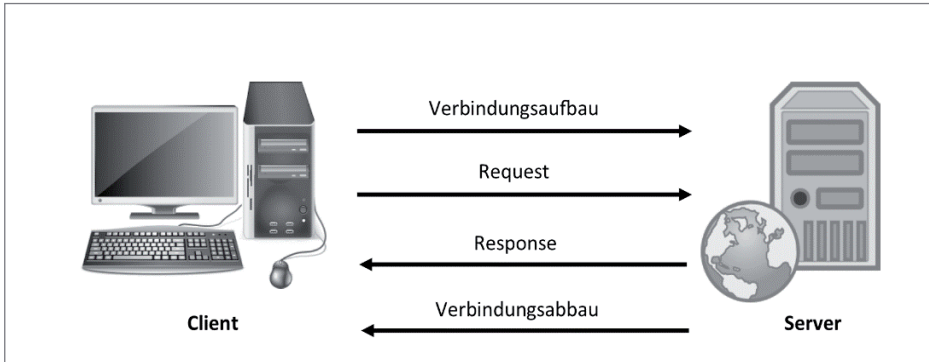 Verbindungsaufbau
Request
Response
Verbindungsabbau
Client
Server